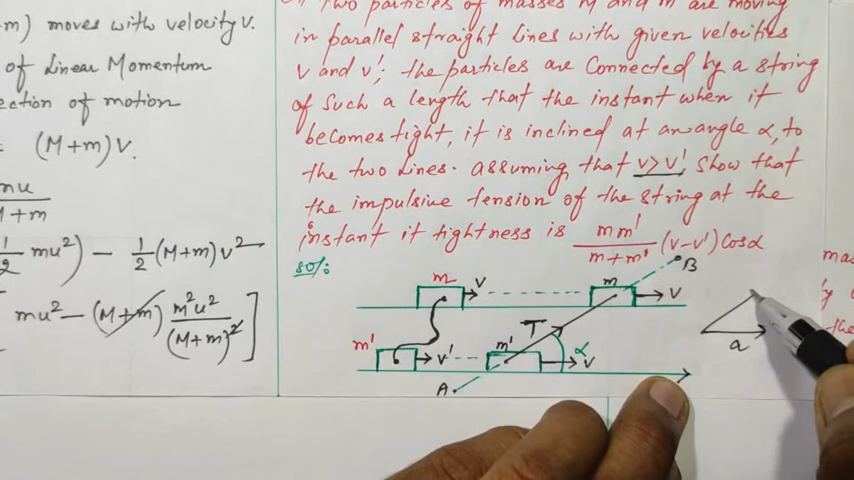 m) moves with velocity V.
of Linear Momentum
ection of motion
= (M+m)V.
mu
M+m
1/2 mu²) − 1/2 (M+m)v²
mu² − (M+m) m²u²/(M+m)²]
Two particles of masses M and m are moving
in parallel straight Lines with given velocities
V and V'; the particles are Connected by a string
of Such a length that the instant when it
becomes tight, it is inclined at an angle α, to
the two Lines. assuming that V>V', Show that
the impulsive tension of the string at the
instant it tightness is mm'/(m+m') (V-V') Cosα
Sol:
B
m V m V
T
m' V' m' α V
a
A